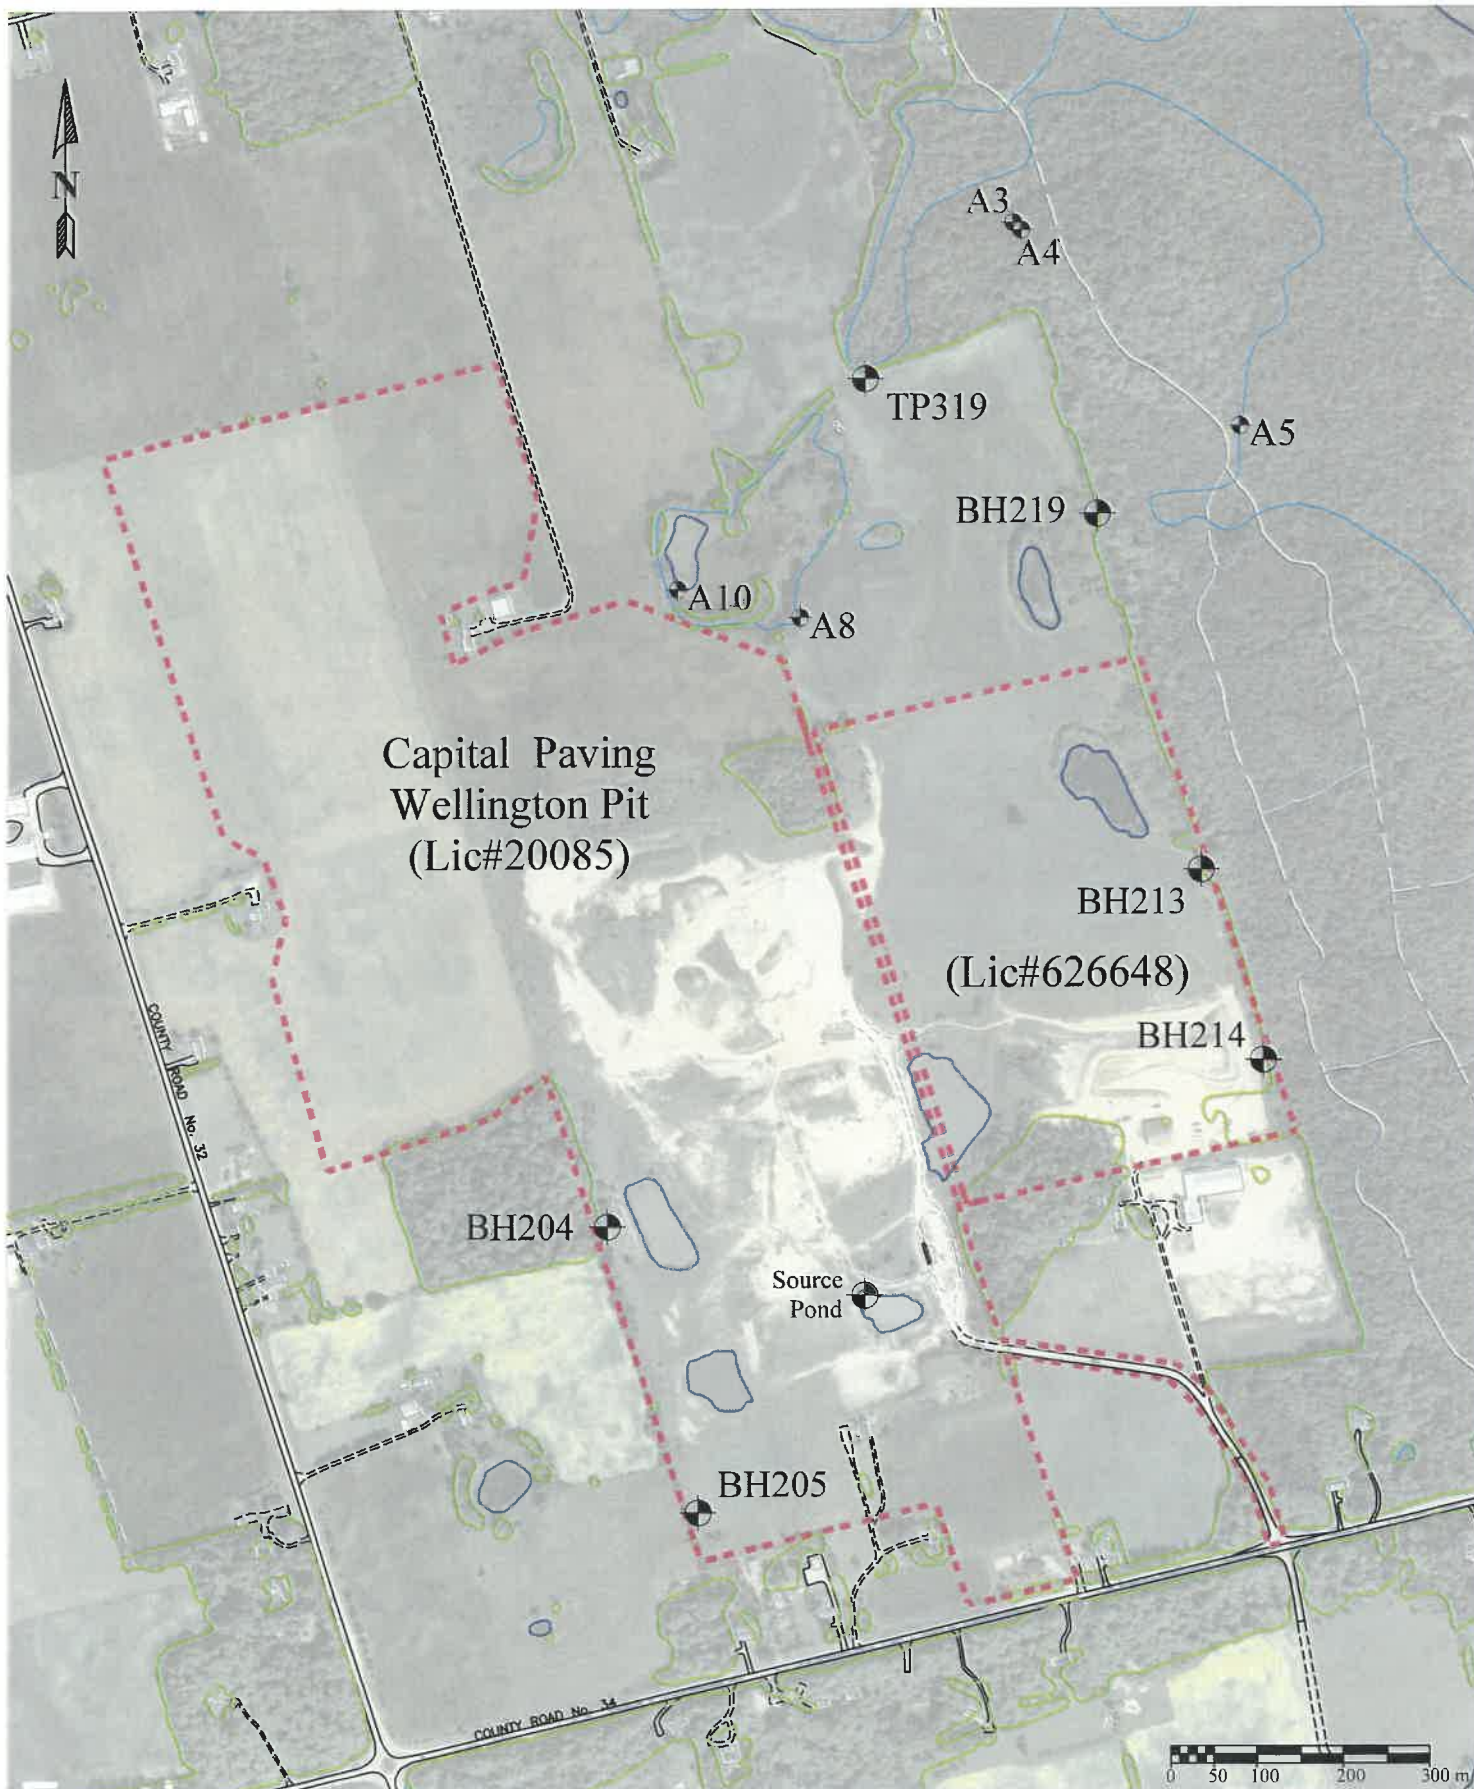 N
A3
A4
TP319
A5
BH219
A10
A8
Capital Paving
Wellington Pit
(Lic#20085)
BH213
(Lic#626648)
BH214
COUNTY ROAD No. 32
BH204
Source
Pond
BH205
COUNTY ROAD No. 34
0 50 100 200 300 m